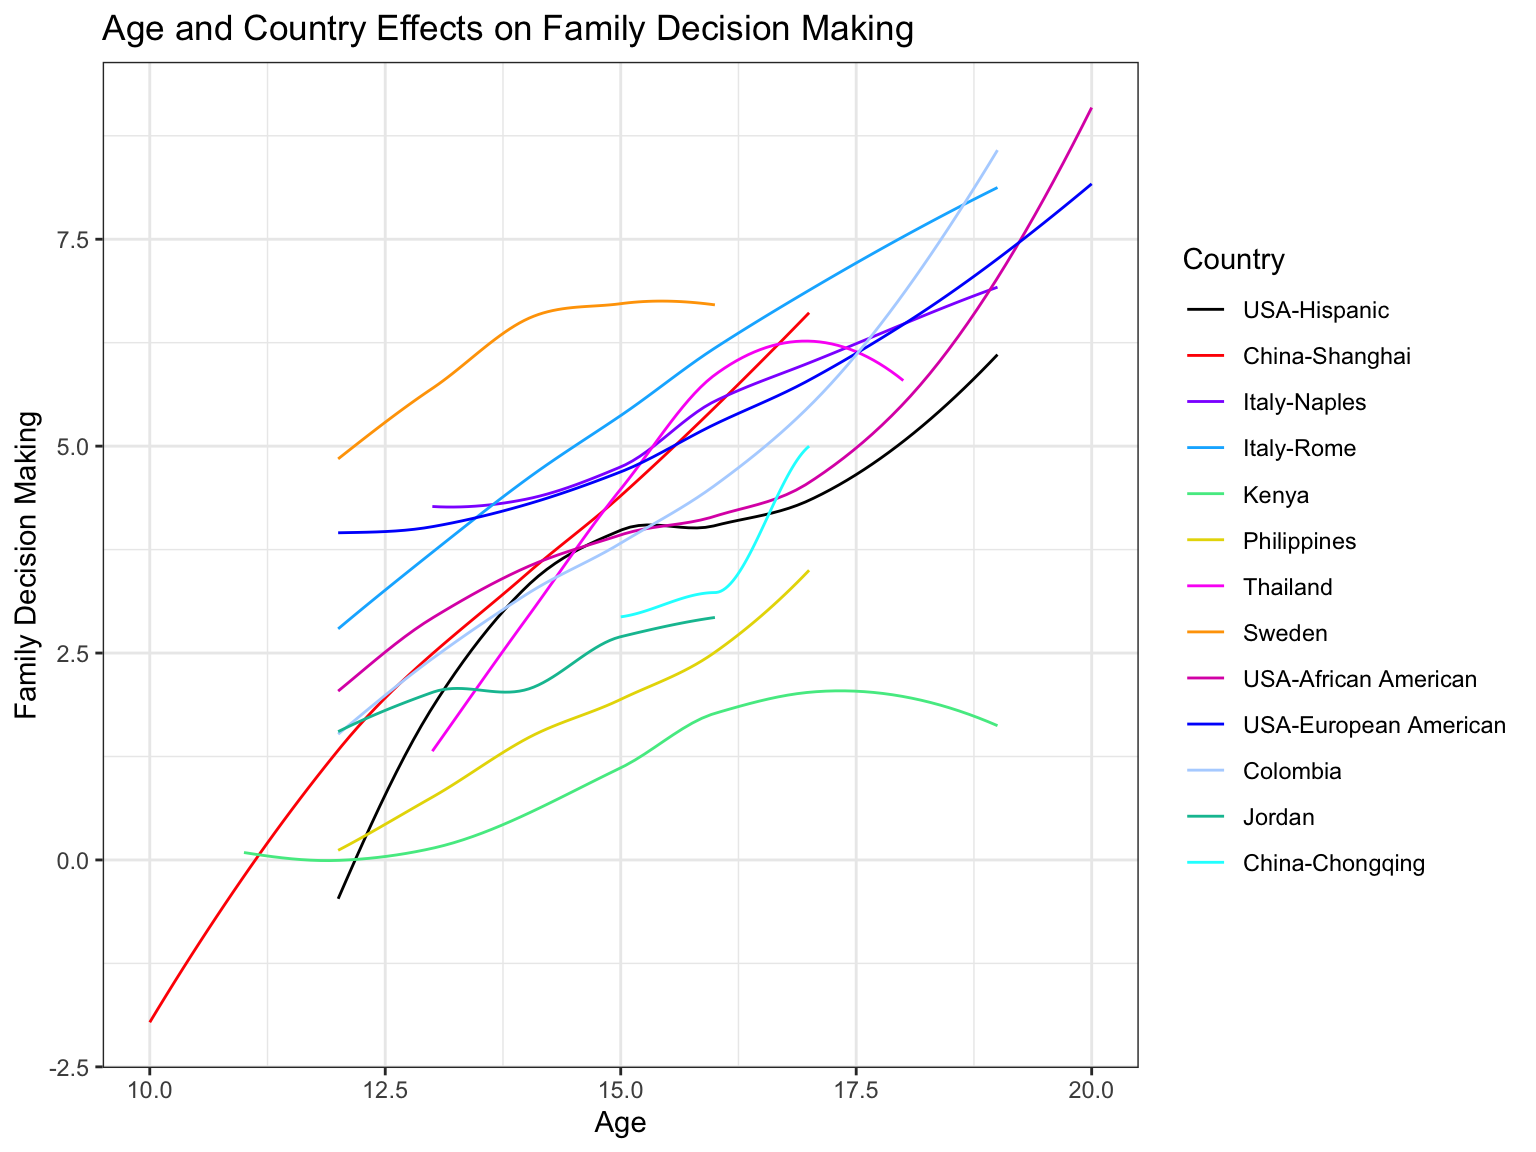 Age and Country Effects on Family Decision Making
Family Decision Making
7.5
5.0
2.5
0.0
-2.5
10.0
12.5
15.0
17.5
20.0
Age
Country
USA-Hispanic
China-Shanghai
Italy-Naples
Italy-Rome
Kenya
Philippines
Thailand
Sweden
USA-African American
USA-European American
Colombia
Jordan
China-Chongqing